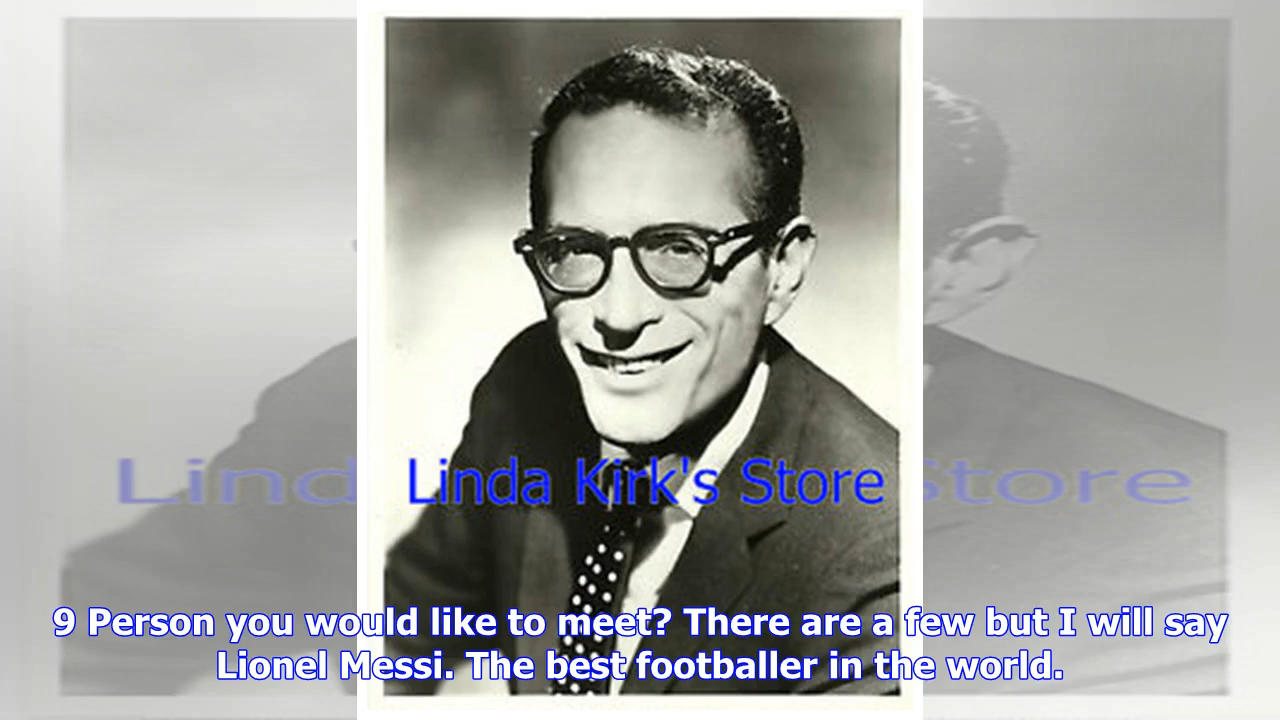 Linda Kirk's Store
9 Person you would like to meet? There are a few but I will say
Lionel Messi. The best footballer in the world.